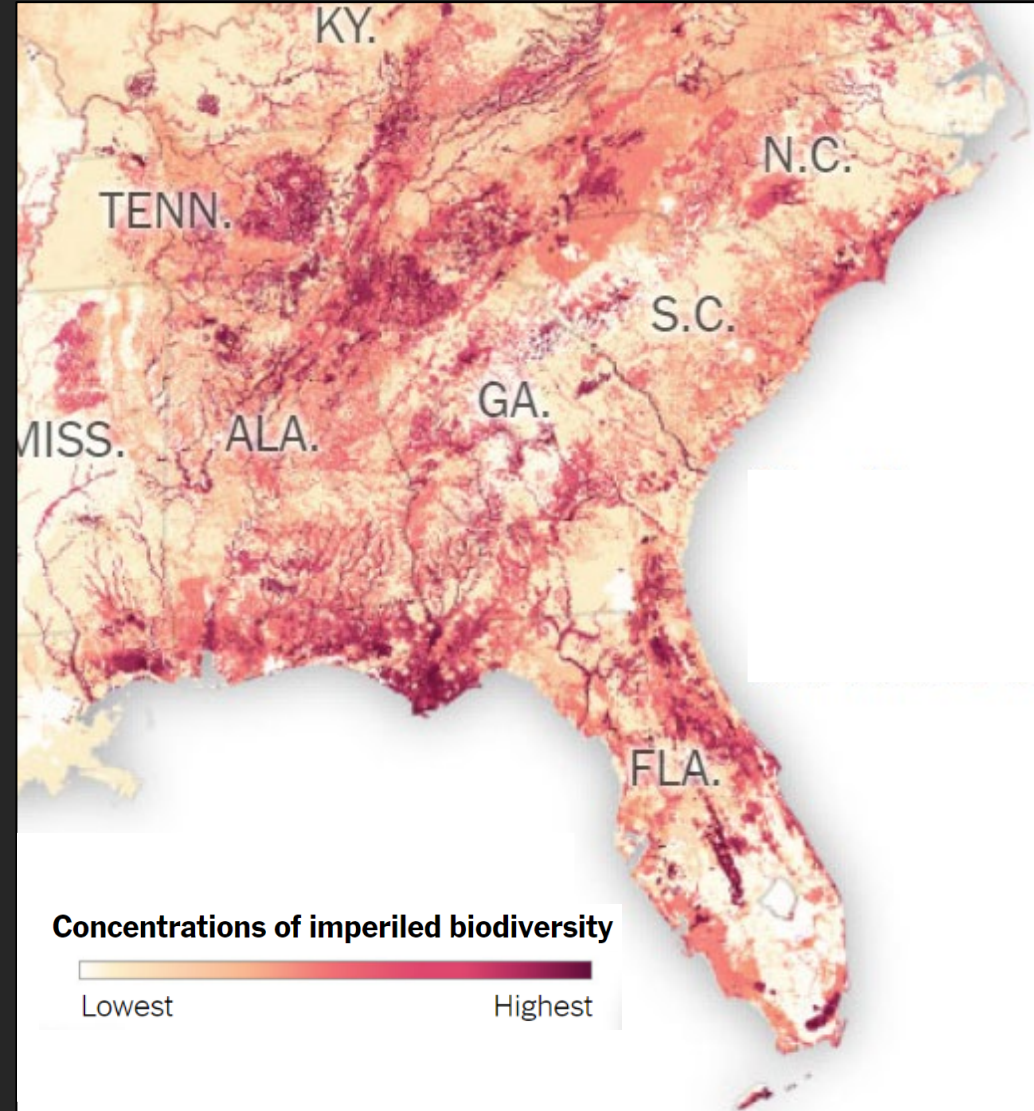 KY.
N.C.
TENN.
S.C.
GA.
MISS.
ALA.
FLA.
Concentrations of imperiled biodiversity
Lowest
Highest